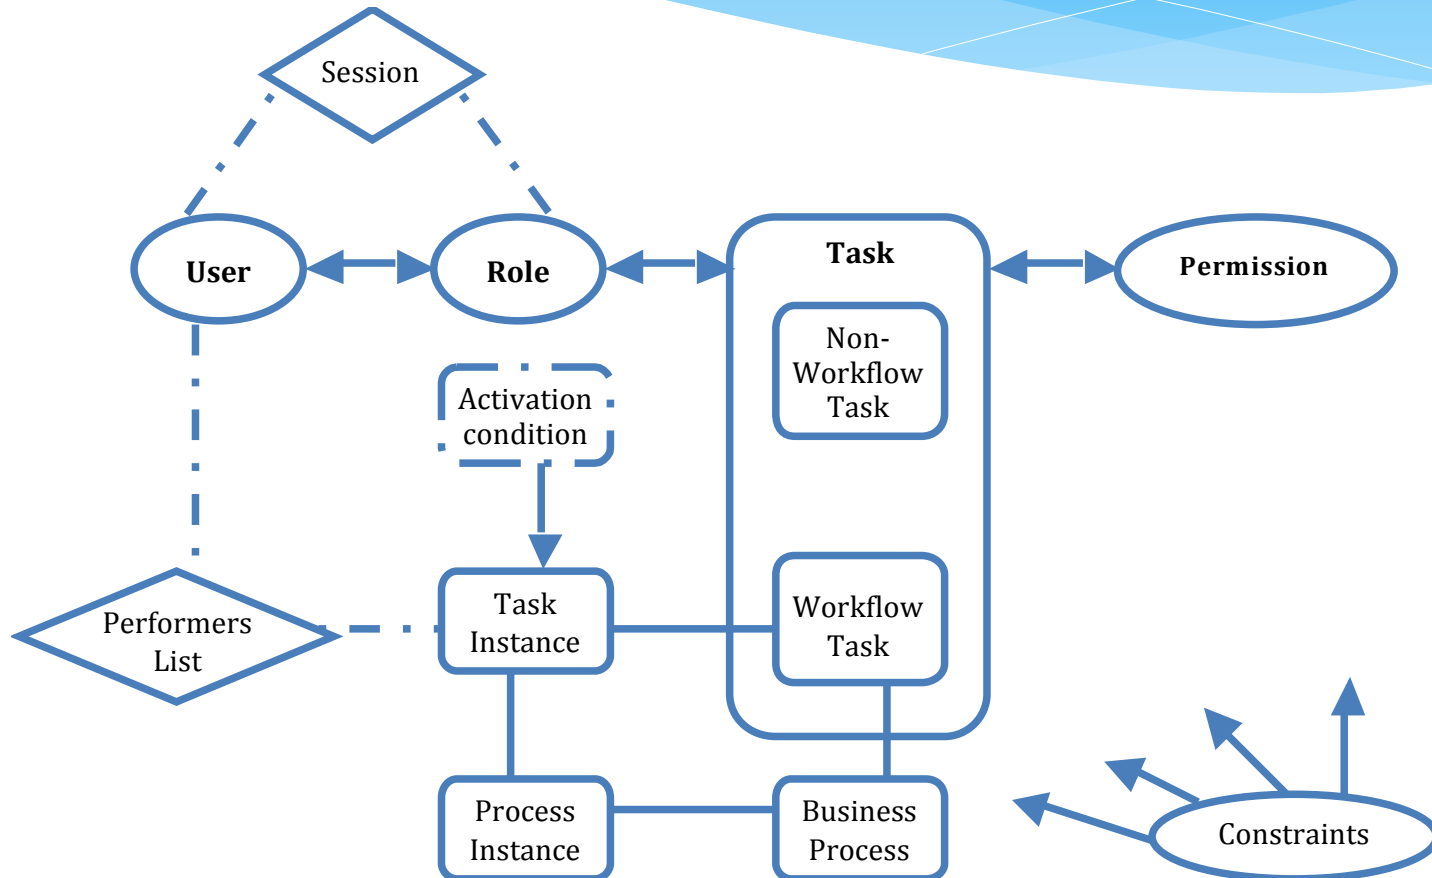 Session
User
Role
Task
Permission
Non-
Workflow
Task
Activation
condition
Performers
List
Task
Instance
Workflow
Task
Process
Instance
Business
Process
Constraints